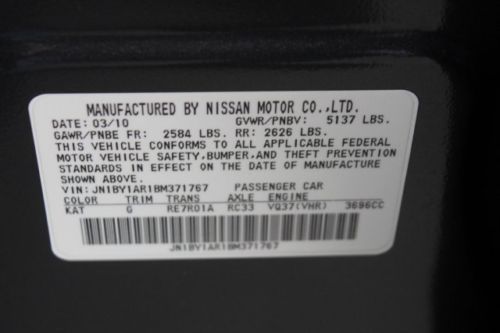 MANUFACTURED BY NISSAN MOTOR CO.,LTD.
DATE: 03/10 GVWR/PNBV: 5137 LBS.
GAWR/PNBE FR: 2584 LBS. RR: 2626 LBS.
THIS VEHICLE CONFORMS TO ALL APPLICABLE FEDERAL
MOTOR VEHICLE SAFETY,BUMPER,AND THEFT PREVENTION
STANDARDS IN EFFECT ON THE DATE OF MANUFACTURE
SHOWN ABOVE.
VIN:JN1BY1AR1BM371767 PASSENGER CAR
COLOR TRIM TRANS AXLE ENGINE
KAT G RE7R01A RC33 VQ37(VHR) 3696CC
JN1BY1AR1BM371767